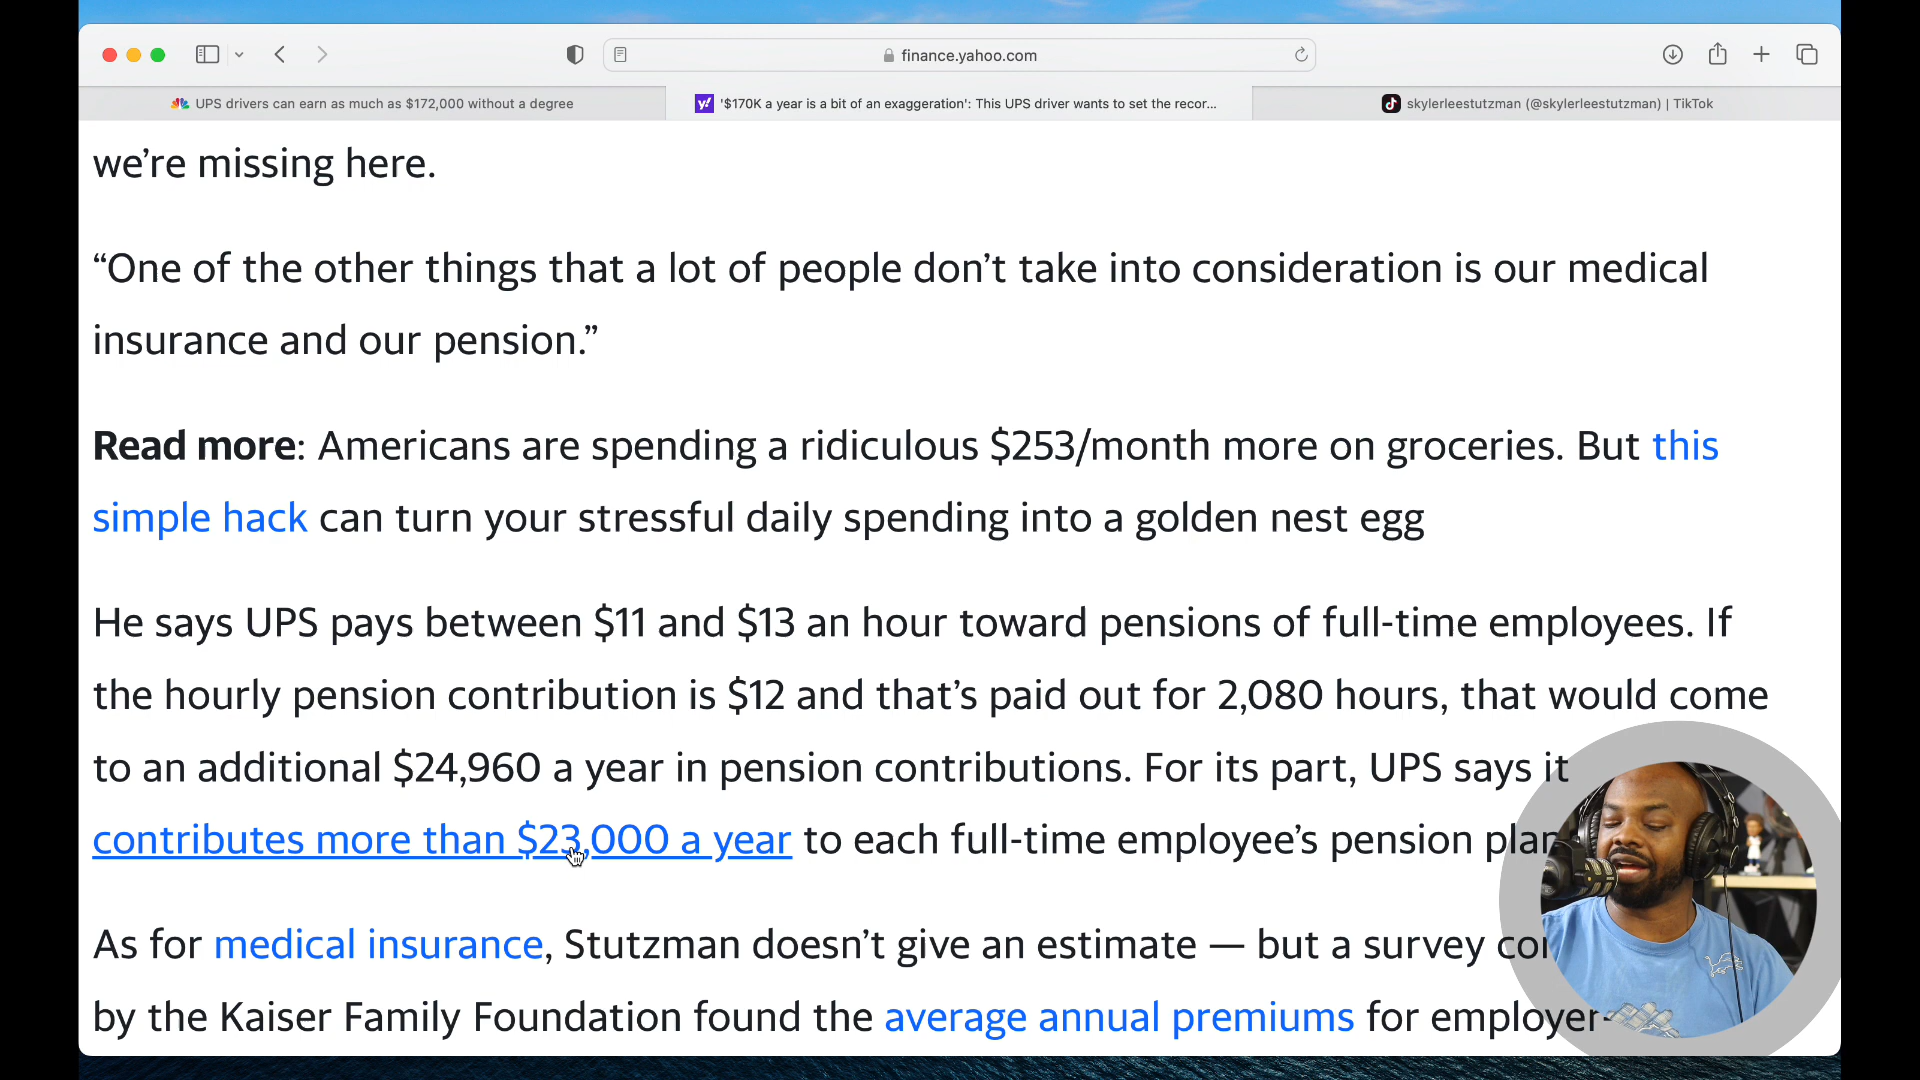 finance.yahoo.com
UPS drivers can earn as much as $172,000 without a degree
'$170K a year is a bit of an exaggeration': This UPS driver wants to set the recor...
skylerleestutzman (@skylerleestutzman) | TikTok
we’re missing here.
“One of the other things that a lot of people don’t take into consideration is our medical
insurance and our pension.”
Read more: Americans are spending a ridiculous $253/month more on groceries. But this
simple hack can turn your stressful daily spending into a golden nest egg
He says UPS pays between $11 and $13 an hour toward pensions of full-time employees. If
the hourly pension contribution is $12 and that’s paid out for 2,080 hours, that would come
to an additional $24,960 a year in pension contributions. For its part, UPS says it
contributes more than $23,000 a year to each full-time employee’s pension plan
As for medical insurance, Stutzman doesn’t give an estimate — but a survey
by the Kaiser Family Foundation found the average annual premiums for employer-